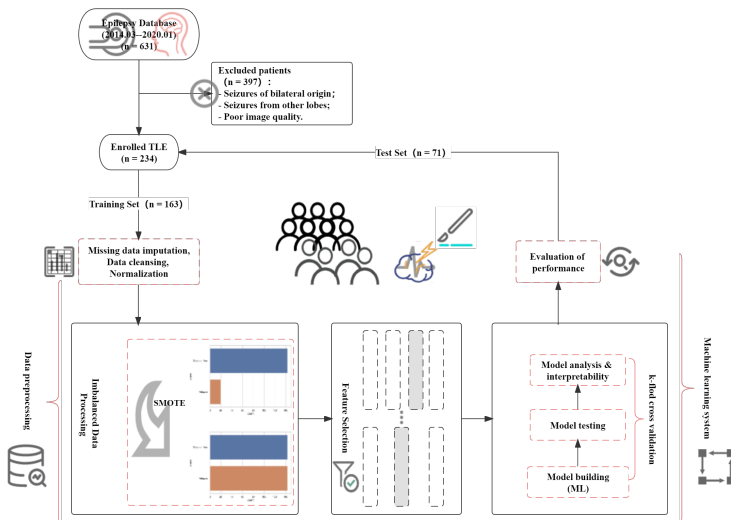 Epilepsy Database
(2014.03--2020.01)
(n = 631)
Excluded patients
（n = 397）：
- Seizures of bilateral origin；
- Seizures from other lobes;
- Poor image quality.
Enrolled TLE
(n = 234)
Test Set（n = 71）
Training Set（n = 163）
Missing data imputation,
Data cleansing,
Normalization
Evaluation of
performance
Data preprocessing
Imbalanced Data
Processing
SMOTE
Feature Selection
Model analysis &
interpretability
Model testing
Model building
(ML)
k-flod cross validation
Machine learning system